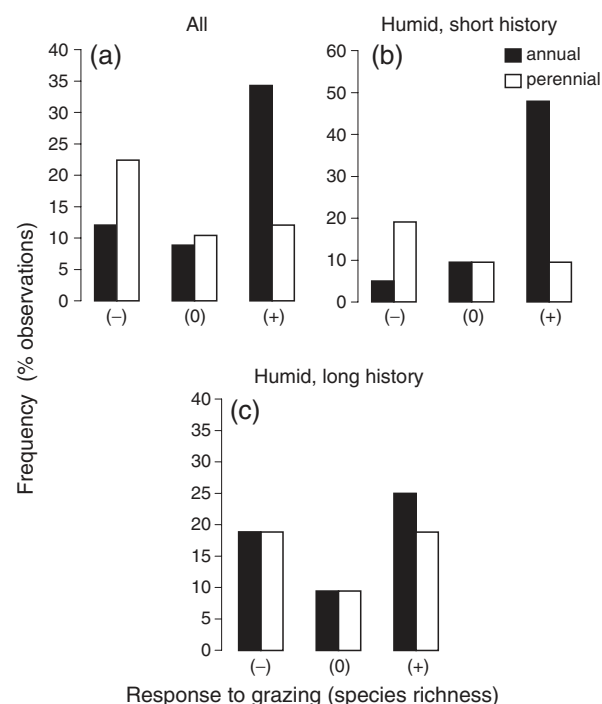 All
(a)
40
35
30
25
20
15
10
5
0
(−) (0) (+)
Humid, short history
(b)
annual
perennial
60
50
40
30
20
10
0
(−) (0) (+)
Humid, long history
(c)
40
35
30
25
20
15
10
5
0
(−) (0) (+)
Frequency (% observations)
Response to grazing (species richness)